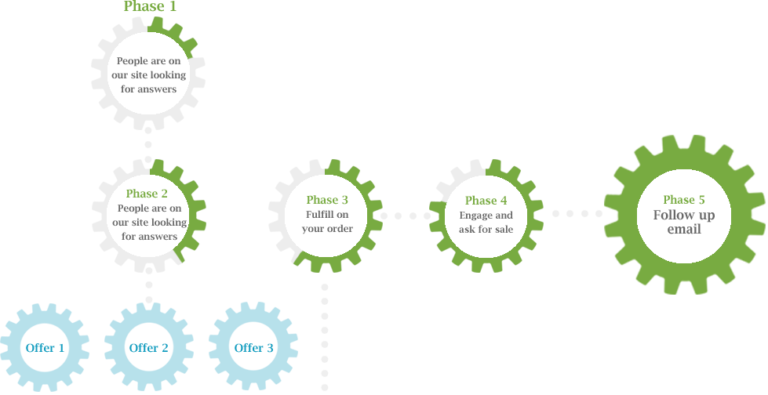 Phase 1
People are on
our site looking
for answers
Phase 2
People are on
our site looking
for answers
Phase 3
Fulfill on
your order
Phase 4
Engage and
ask for sale
Phase 5
Follow up
email
Offer 1
Offer 2
Offer 3